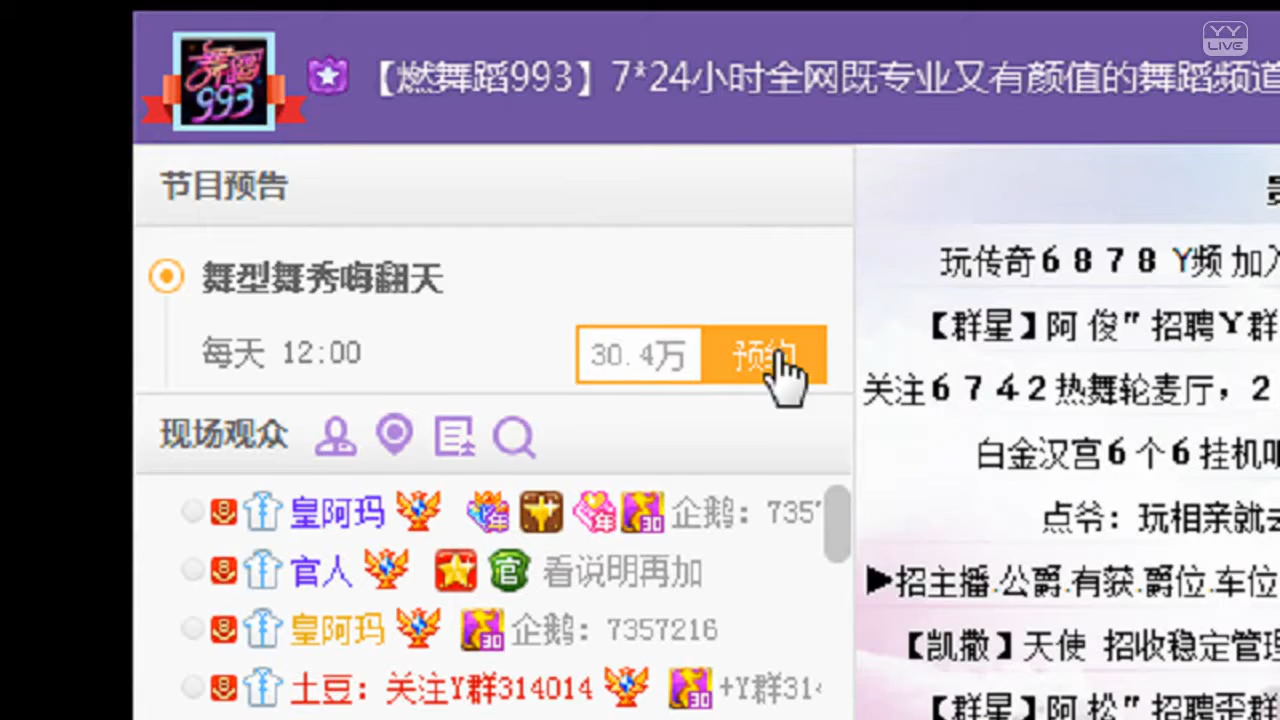 YY LIVE
舞蹈 993
【燃舞蹈993】7*24小时全网既专业又有颜值的舞蹈频道
节目预告
舞型舞秀嗨翻天
每天 12:00 30.4万 预约
现场观众
皇阿玛 年 年 30 企鹅: 735
官人 官 看说明再加
皇阿玛 30 企鹅: 7357216
土豆: 关注Y群314014 30 +Y群314
玩传奇6878 Y频 加入
【群星】阿 俊〞招聘Y群
关注6742热舞轮麦厅，2
白金汉宫6个6挂机
点爷: 玩相亲就去
▶招主播.公爵.有获.爵位.车位
【凯撒】天使 招收稳定管理
【群星】阿 松〞招聘歪群